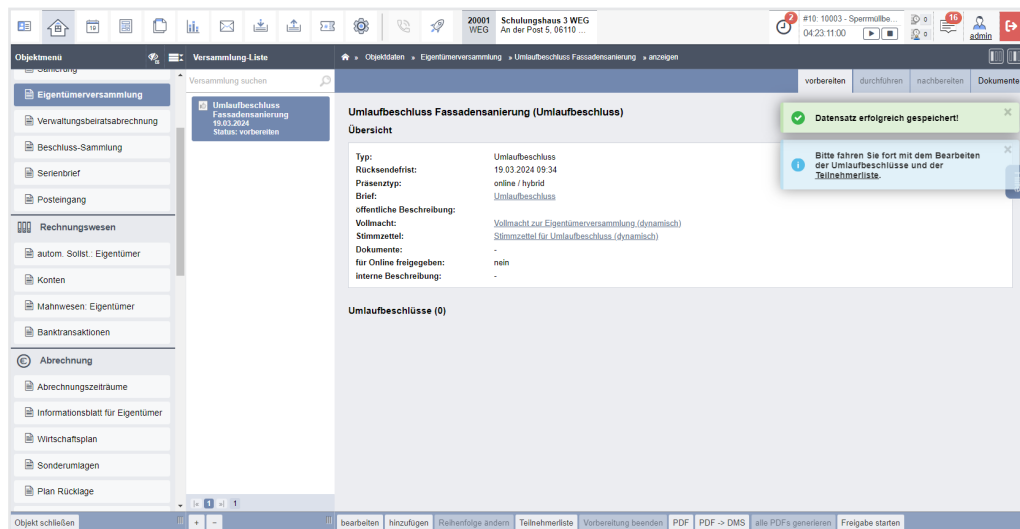 19
20001
WEG
Schulungshaus 3 WEG
An der Post 5, 06110 ...
2
#10: 10003 - Spermüllbe...
04:23:11:00
0
0
16
admin
Objektmenü
Versammlung-Liste
» Objektdaten » Eigentümerversammlung » Umlaufbeschluss Fassadensanierung » anzeigen
Sanierung
Eigentümerversammlung
Verwaltungsbeiratsabrechnung
Beschluss-Sammlung
Serienbrief
Posteingang
Rechnungswesen
autom. Sollst.: Eigentümer
Konten
Mahnwesen: Eigentümer
Banktransaktionen
Abrechnung
Abrechnungszeiträume
Informationsblatt für Eigentümer
Wirtschaftsplan
Sonderumlagen
Plan Rücklage
Objekt schließen
Versammlung suchen
Umlaufbeschluss
Fassadensanierung
19.03.2024
Status: vorbereiten
1 1
+ −
vorbereiten durchführen nachbereiten Dokumente
Umlaufbeschluss Fassadensanierung (Umlaufbeschluss)
Übersicht
Typ: Umlaufbeschluss
Rücksendefrist: 19.03.2024 09:34
Präsenztyp: online / hybrid
Brief: Umlaufbeschluss
öffentliche Beschreibung:
Vollmacht: Vollmacht zur Eigentümerversammlung (dynamisch)
Stimmzettel: Stimmzettel für Umlaufbeschluss (dynamisch)
Dokumente: -
für Online freigegeben: nein
interne Beschreibung: -
Umlaufbeschlüsse (0)
Datensatz erfolgreich gespeichert!
Bitte fahren Sie fort mit dem Bearbeiten
der Umlaufbeschlüsse und der
Teilnehmerliste.
bearbeiten hinzufügen Reihenfolge ändern Teilnehmerliste Vorbereitung beenden PDF PDF -> DMS alle PDFs generieren Freigabe starten